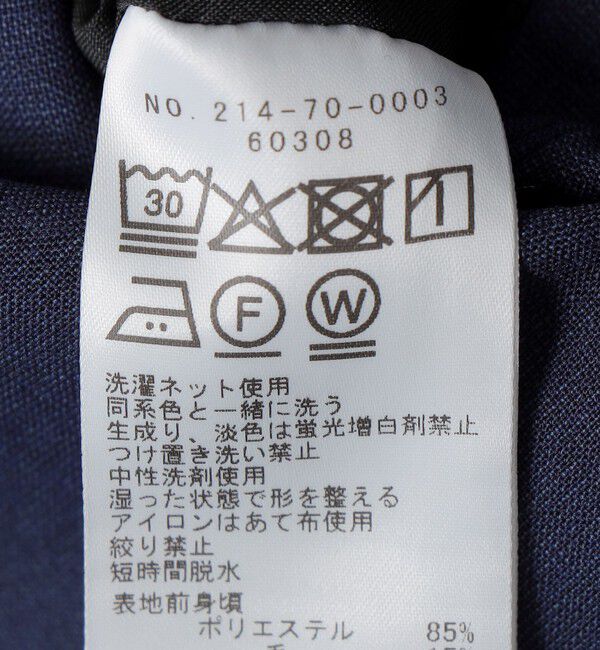 NO. 214-70-0003
60308
30
F W
洗濯ネット使用
同系色と一緒に洗う
生成り、淡色は蛍光増白剤禁止
つけ置き洗い禁止
中性洗剤使用
湿った状態で形を整える
アイロンはあて布使用
絞り禁止
短時間脱水
表地前身頃
ポリエステル 85%